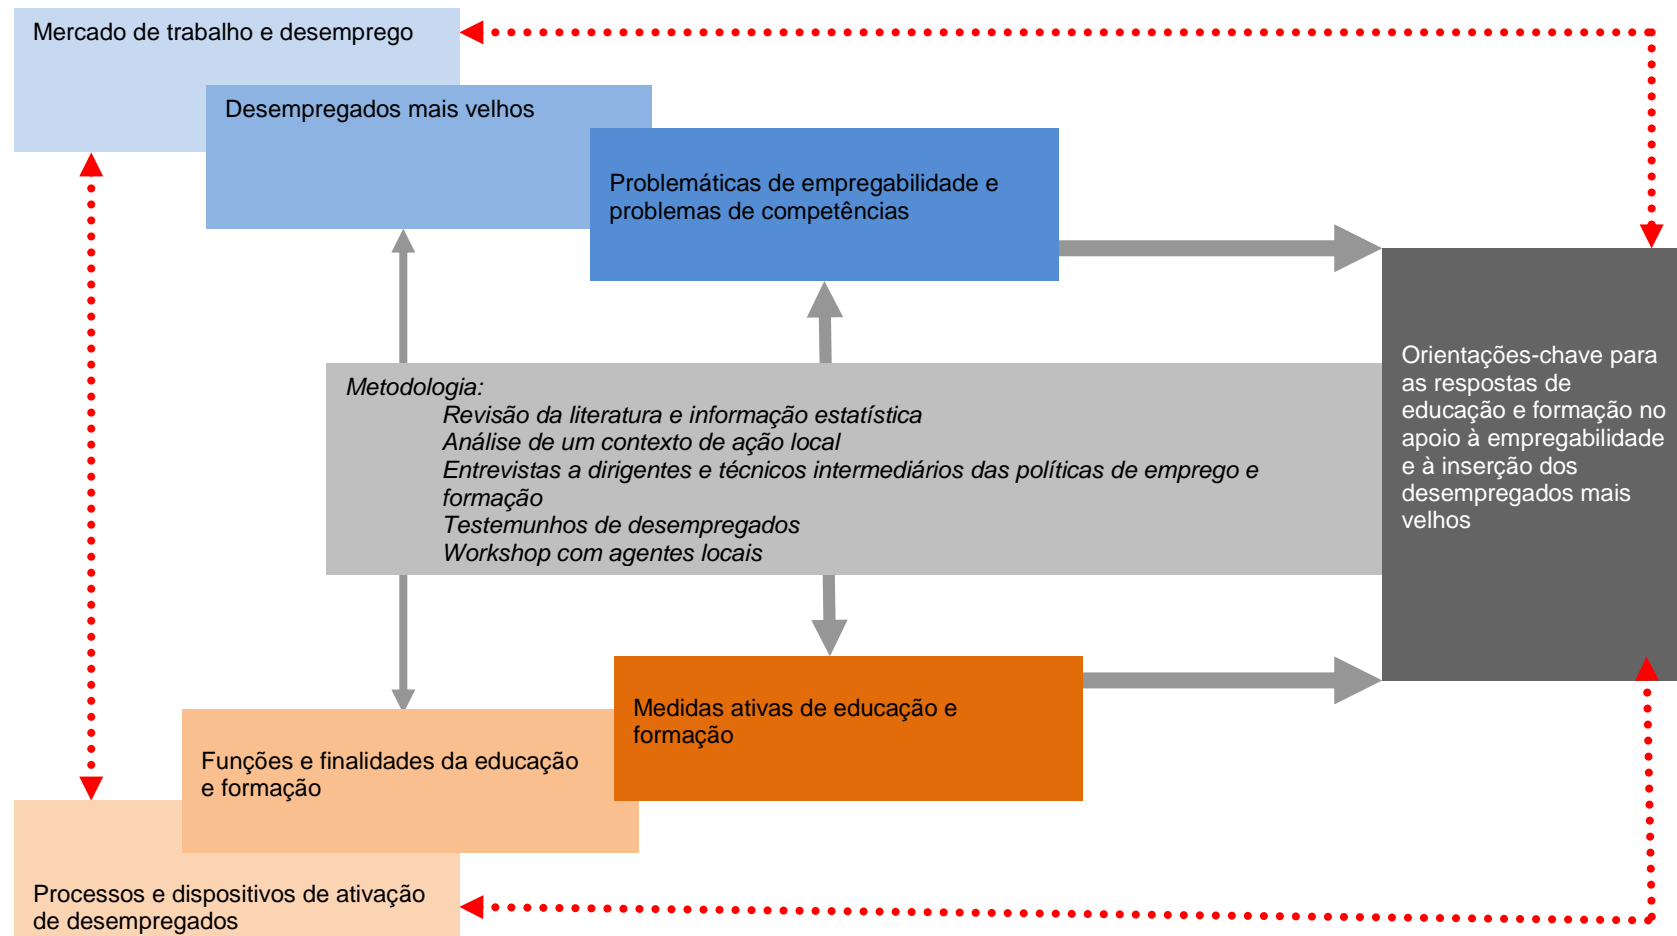 Mercado de trabalho e desemprego
Desempregados mais velhos
Problemáticas de empregabilidade e
problemas de competências
Metodologia:
Revisão da literatura e informação estatística
Análise de um contexto de ação local
Entrevistas a dirigentes e técnicos intermediários das políticas de emprego e
formação
Testemunhos de desempregados
Workshop com agentes locais
Orientações-chave para
as respostas de
educação e formação no
apoio à empregabilidade
e à inserção dos
desempregados mais
velhos
Medidas ativas de educação e
formação
Funções e finalidades da educação
e formação
Processos e dispositivos de ativação
de desempregados